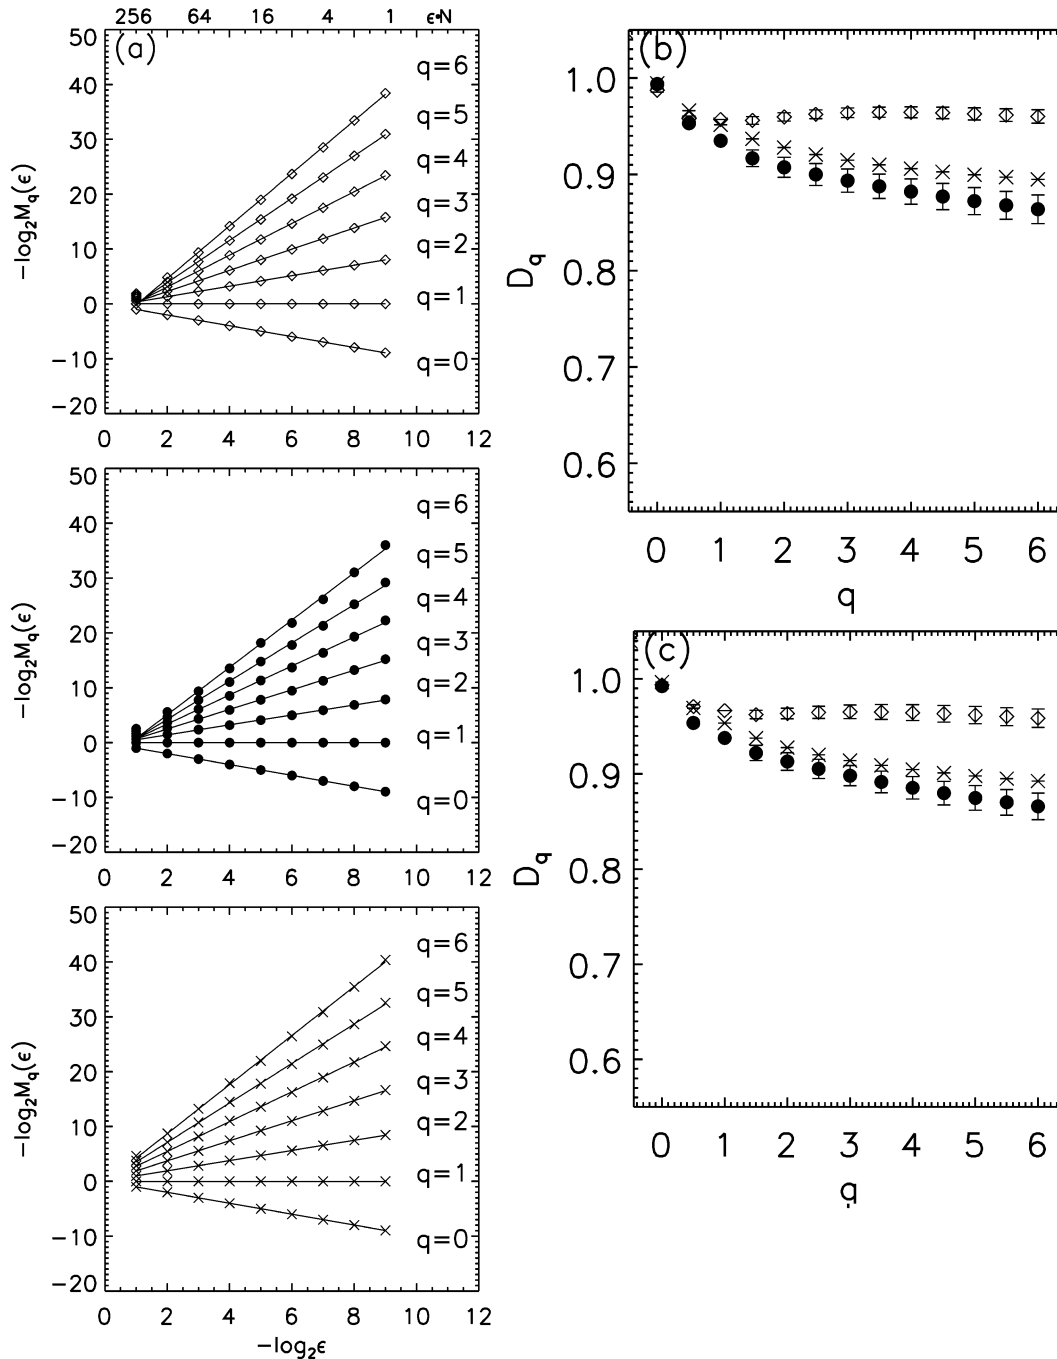 256 64 16 4 1 ϵ•N
(a)
50
40
30
20
10
0
−10
−20
−log₂M_q(ϵ)
q=6
q=5
q=4
q=3
q=2
q=1
q=0
0 2 4 6 8 10 12
50
40
30
20
10
0
−10
−20
−log₂M_q(ϵ)
q=6
q=5
q=4
q=3
q=2
q=1
q=0
0 2 4 6 8 10 12
50
40
30
20
10
0
−10
−20
−log₂M_q(ϵ)
q=6
q=5
q=4
q=3
q=2
q=1
q=0
0 2 4 6 8 10 12
−log₂ϵ
(b)
1.0
0.9
0.8
0.7
0.6
D_q
0 1 2 3 4 5 6
q
(c)
1.0
0.9
0.8
0.7
0.6
D_q
0 1 2 3 4 5 6
q